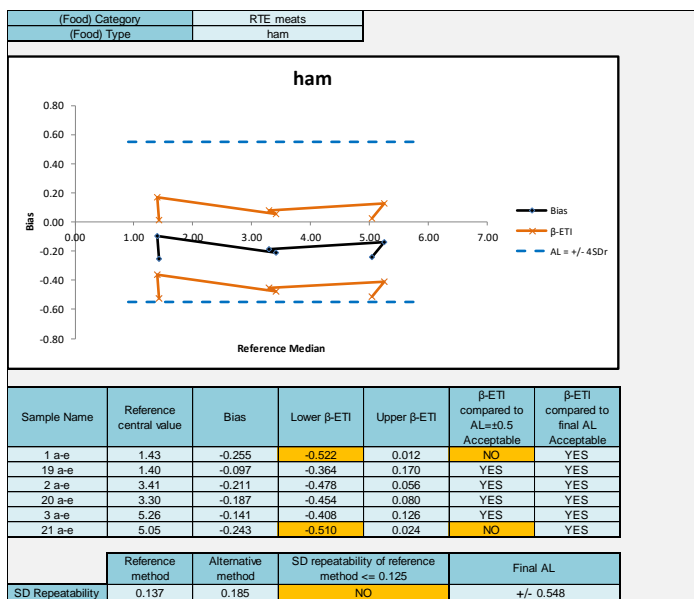 (Food) Category RTE meats
(Food) Type ham
ham
0.80
0.60
0.40
0.20
0.00
-0.20
-0.40
-0.60
-0.80
0.00 1.00 2.00 3.00 4.00 5.00 6.00 7.00
Bias
Reference Median
Bias
β-ETI
AL = +/- 4SDr
Sample Name Reference central value Bias Lower β-ETI Upper β-ETI β-ETI compared to AL=±0.5 Acceptable β-ETI compared to final AL Acceptable
1 a-e 1.43 -0.255 -0.522 0.012 NO YES
19 a-e 1.40 -0.097 -0.364 0.170 YES YES
2 a-e 3.41 -0.211 -0.478 0.056 YES YES
20 a-e 3.30 -0.187 -0.454 0.080 YES YES
3 a-e 5.26 -0.141 -0.408 0.126 YES YES
21 a-e 5.05 -0.243 -0.510 0.024 NO YES
Reference method Alternative method SD repeatability of reference method <= 0.125 Final AL
SD Repeatability 0.137 0.185 NO +/- 0.548